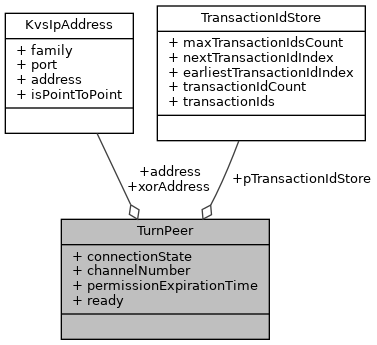 KvsIpAddress
+ family
+ port
+ address
+ isPointToPoint
TransactionIdStore
+ maxTransactionIdsCount
+ nextTransactionIdIndex
+ earliestTransactionIdIndex
+ transactionIdCount
+ transactionIds
+address
+xorAddress
+pTransactionIdStore
TurnPeer
+ connectionState
+ channelNumber
+ permissionExpirationTime
+ ready